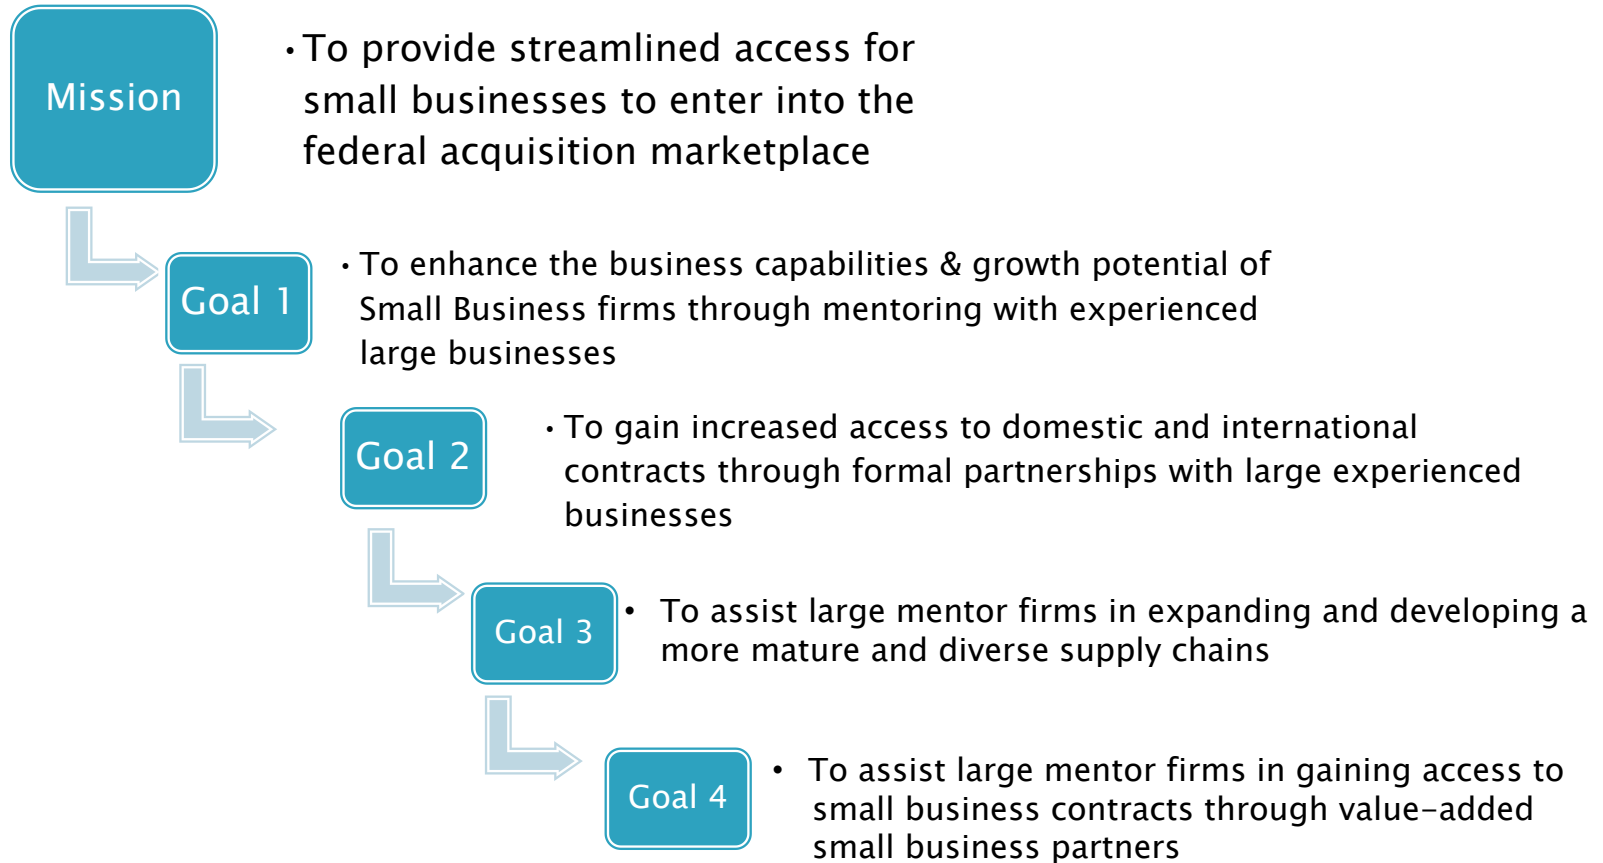 Mission
• To provide streamlined access for
small businesses to enter into the
federal acquisition marketplace
Goal 1
• To enhance the business capabilities & growth potential of
Small Business firms through mentoring with experienced
large businesses
Goal 2
• To gain increased access to domestic and international
contracts through formal partnerships with large experienced
businesses
Goal 3
• To assist large mentor firms in expanding and developing a
more mature and diverse supply chains
Goal 4
• To assist large mentor firms in gaining access to
small business contracts through value-added
small business partners